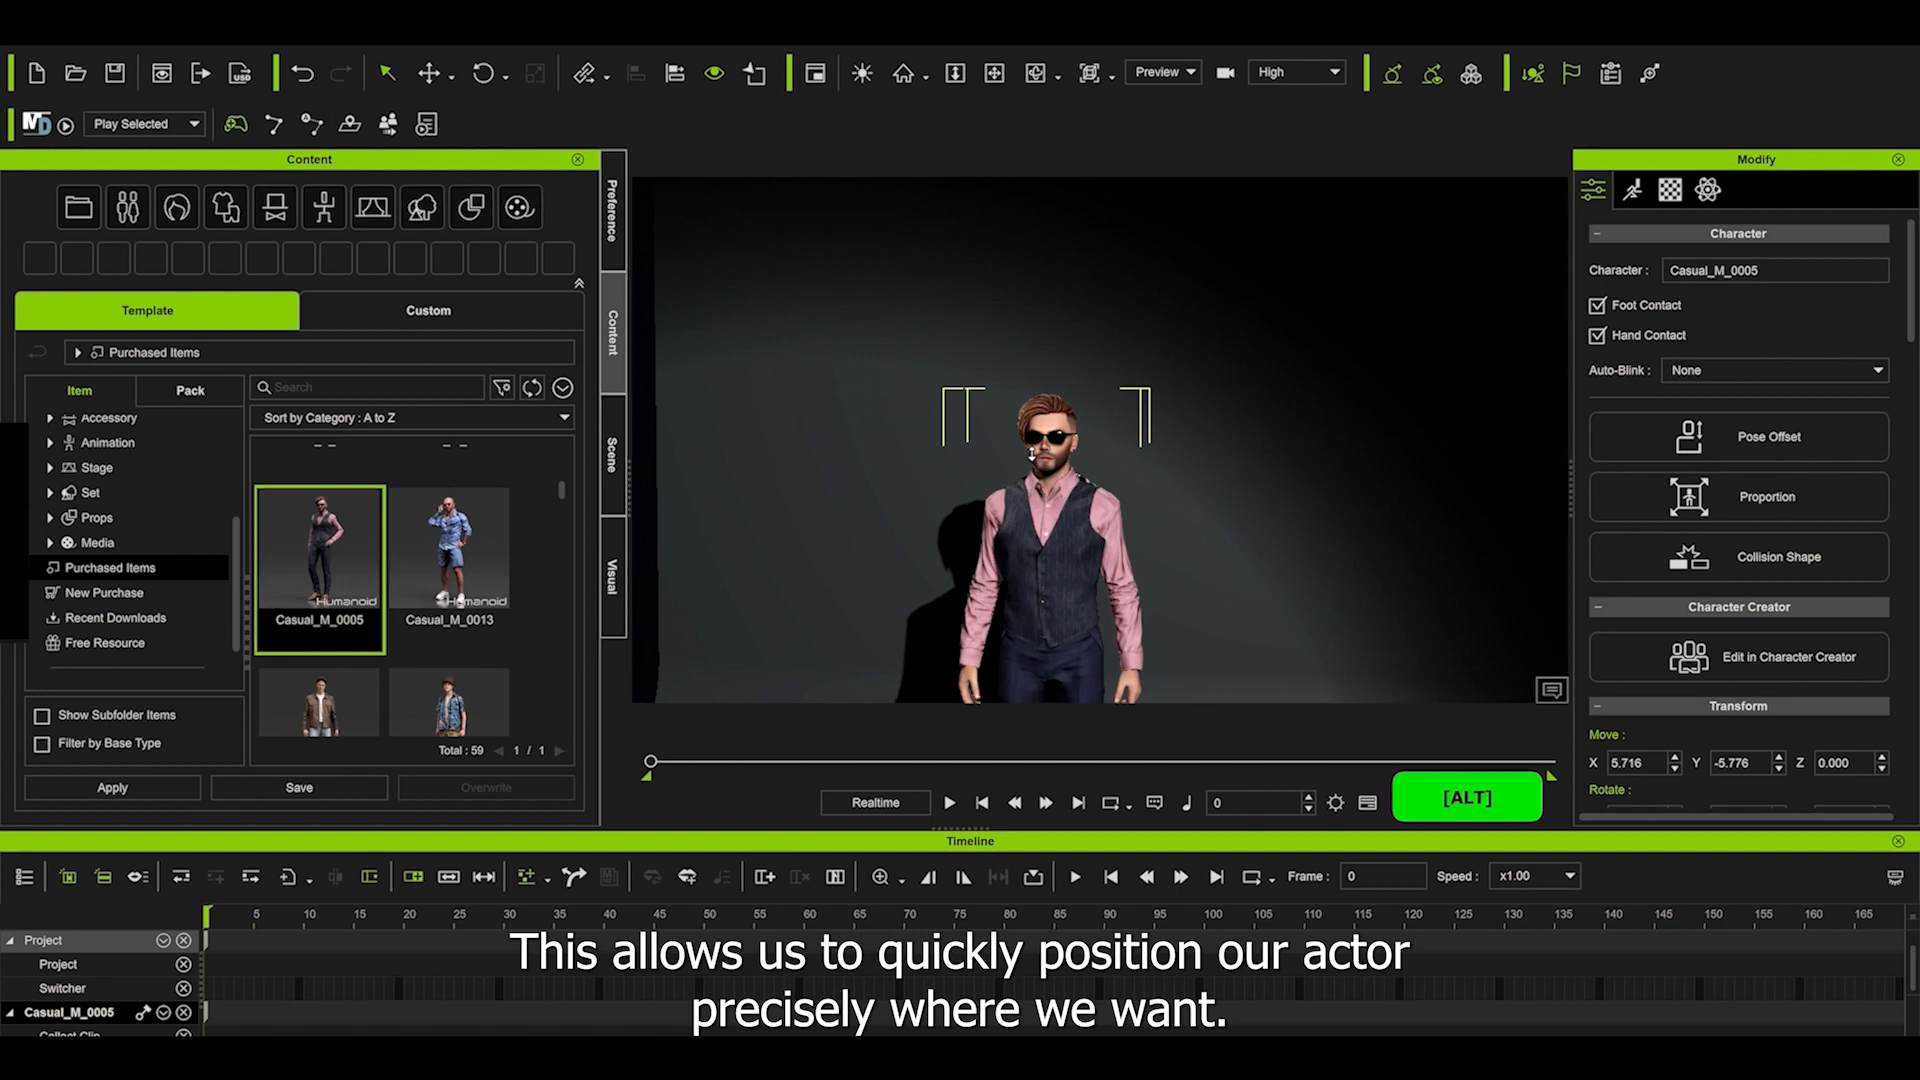 USD
Preview
High
MD
Play Selected
Content
Modify
Preference
Content
Scene
Visual
Template
Custom
Purchased Items
Item
Pack
Search
Sort by Category : A to Z
Accessory
Animation
Stage
Set
Props
Media
Purchased Items
New Purchase
Recent Downloads
Free Resource
Humanoid
Humanoid
Casual_M_0005
Casual_M_0013
Show Subfolder Items
Filter by Base Type
Total : 59
1 / 1
Apply
Save
Overwrite
Character
Character :
Casual_M_0005
Foot Contact
Hand Contact
Auto-Blink :
None
Pose Offset
Proportion
Collision Shape
Character Creator
Edit in Character Creator
Transform
Move :
X 5.716 Y -5.776 Z 0.000
Rotate :
Realtime
0
[ALT]
Timeline
Frame : 0
Speed : x1.00
5 10 15 20 25 30 35 40 45 50 55 60 65 70 75 80 85 90 95 100 105 110 115 120 125 130 135 140 145 150 155 160 165
Project
Project
Switcher
Casual_M_0005
Collect Clip
This allows us to quickly position our actor
precisely where we want.